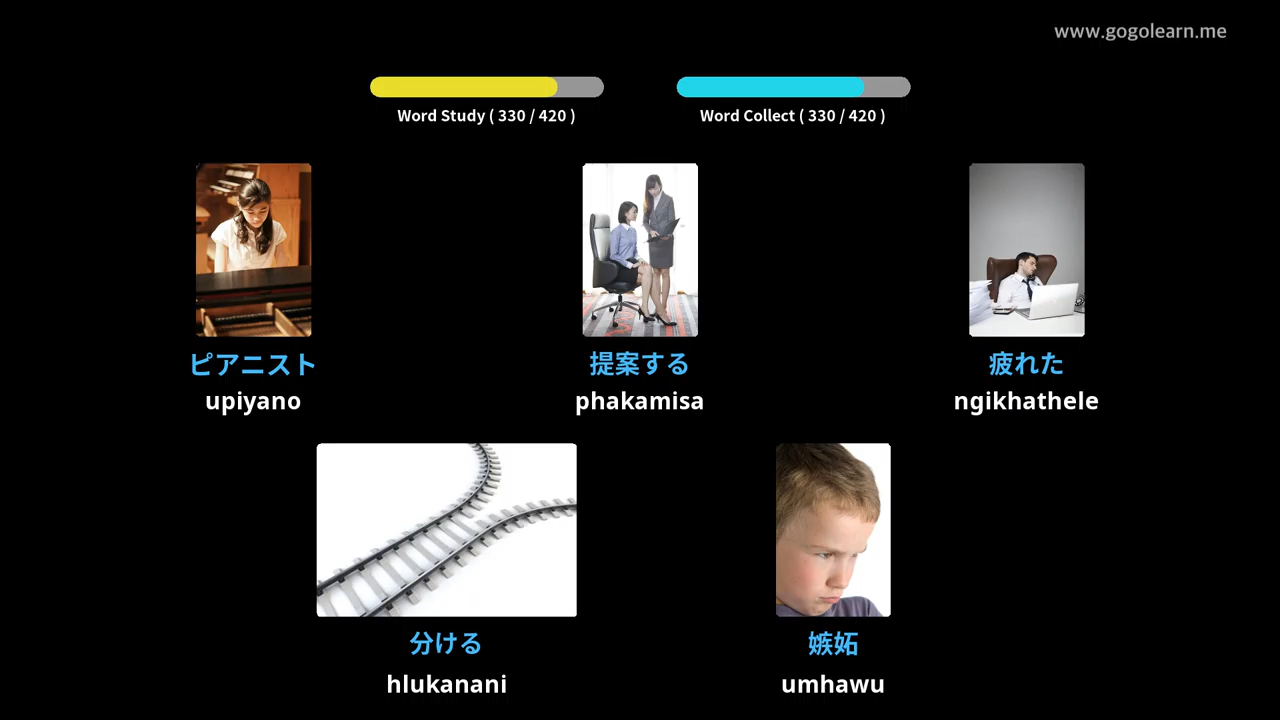 www.gogolearn.me
Word Study ( 330 / 420 )
Word Collect ( 330 / 420 )
ピアニスト
upiyano
提案する
phakamisa
疲れた
ngikhathele
分ける
hlukanani
嫉妬
umhawu